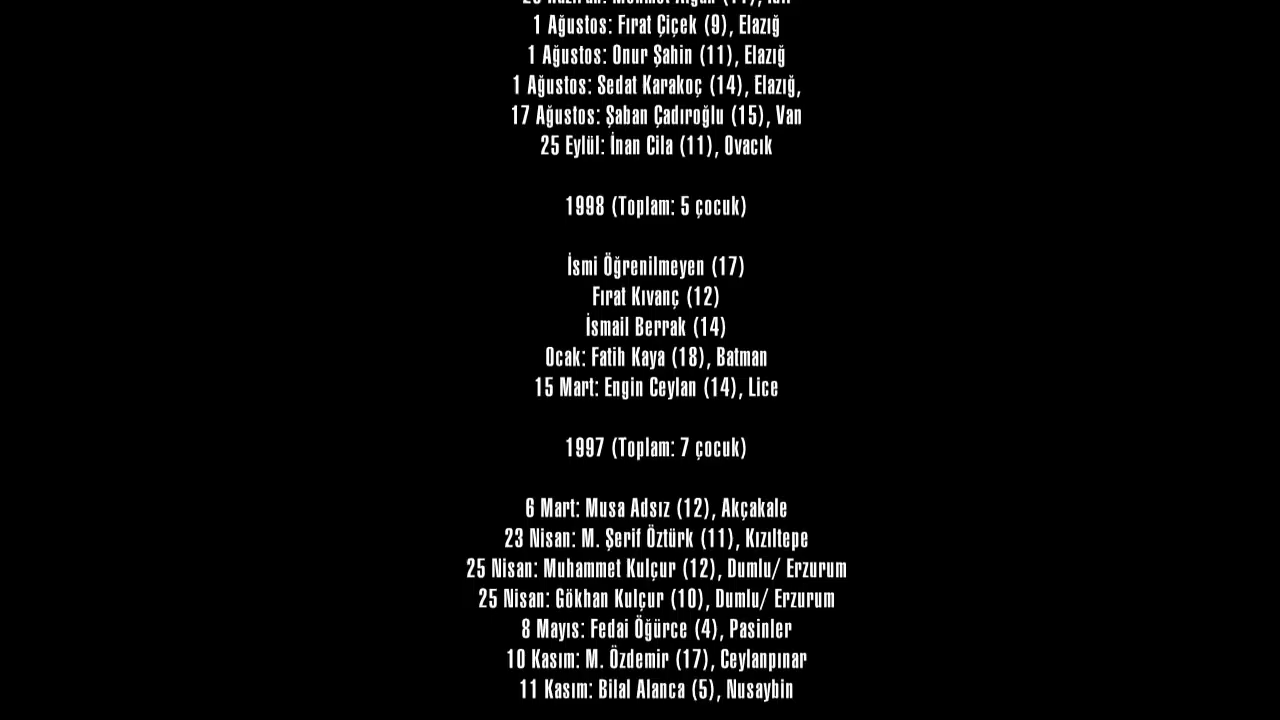 1 Ağustos: Fırat Çiçek (9), Elazığ
1 Ağustos: Onur Şahin (11), Elazığ
1 Ağustos: Sedat Karakoç (14), Elazığ,
17 Ağustos: Şaban Çadıroğlu (15), Van
25 Eylül: İnan Cila (11), Ovacık
1998 (Toplam: 5 çocuk)
İsmi Öğrenilmeyen (17)
Fırat Kıvanç (12)
İsmail Berrak (14)
Ocak: Fatih Kaya (18), Batman
15 Mart: Engin Ceylan (14), Lice
1997 (Toplam: 7 çocuk)
6 Mart: Musa Adsız (12), Akçakale
23 Nisan: M. Şerif Öztürk (11), Kızıltepe
25 Nisan: Muhammet Kulçur (12), Dumlu/ Erzurum
25 Nisan: Gökhan Kulçur (10), Dumlu/ Erzurum
8 Mayıs: Fedai Öğürce (4), Pasinler
10 Kasım: M. Özdemir (17), Ceylanpınar
11 Kasım: Bilal Alanca (5), Nusaybin